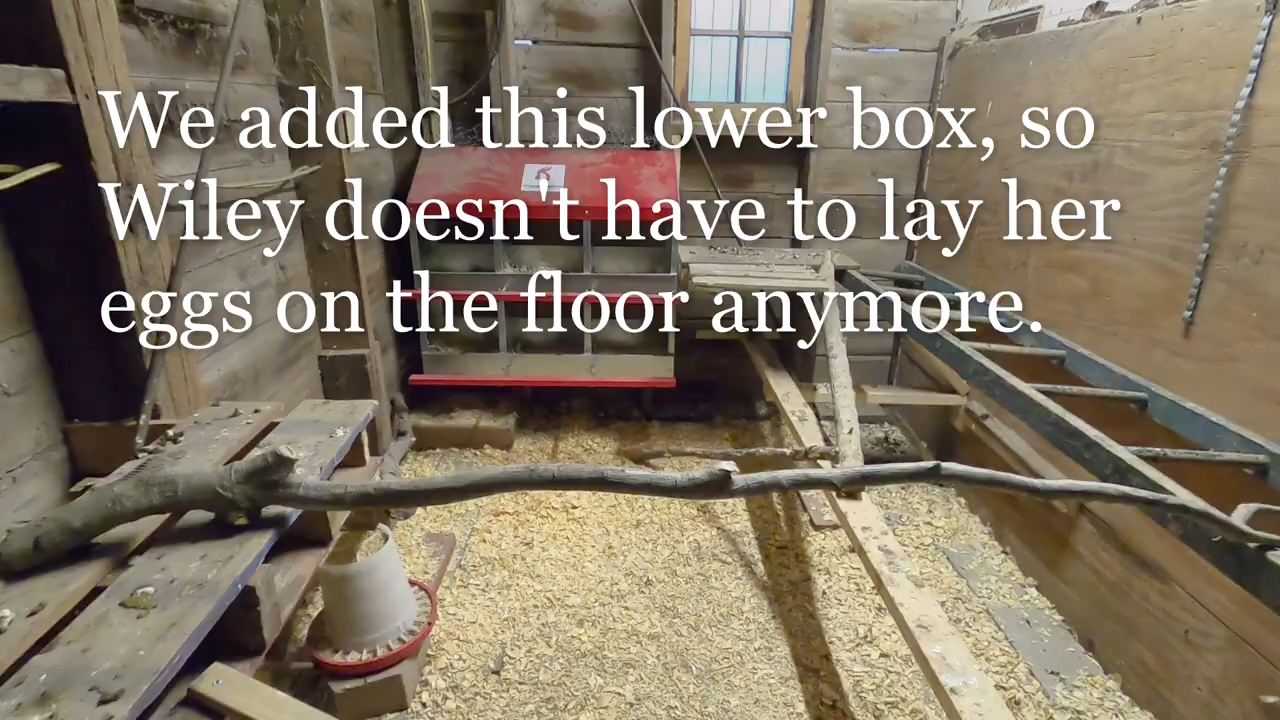 We added this lower box, so
Wiley doesn't have to lay her
eggs on the floor anymore.